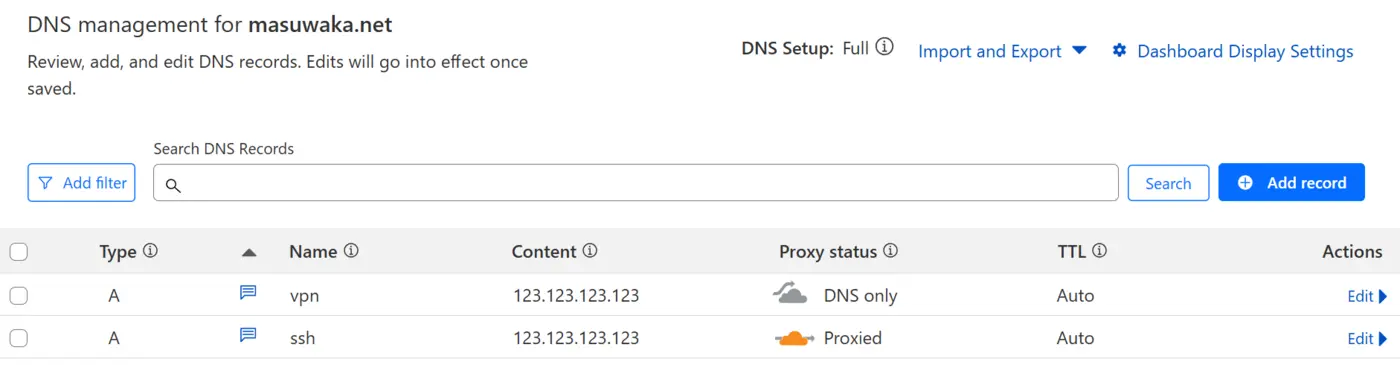 DNS management for masuwaka.net
Review, add, and edit DNS records. Edits will go into effect once
saved.
DNS Setup: Full
Import and Export
Dashboard Display Settings
Search DNS Records
Add filter
Search
Add record
Type Name Content Proxy status TTL Actions
A vpn 123.123.123.123 DNS only Auto Edit
A ssh 123.123.123.123 Proxied Auto Edit